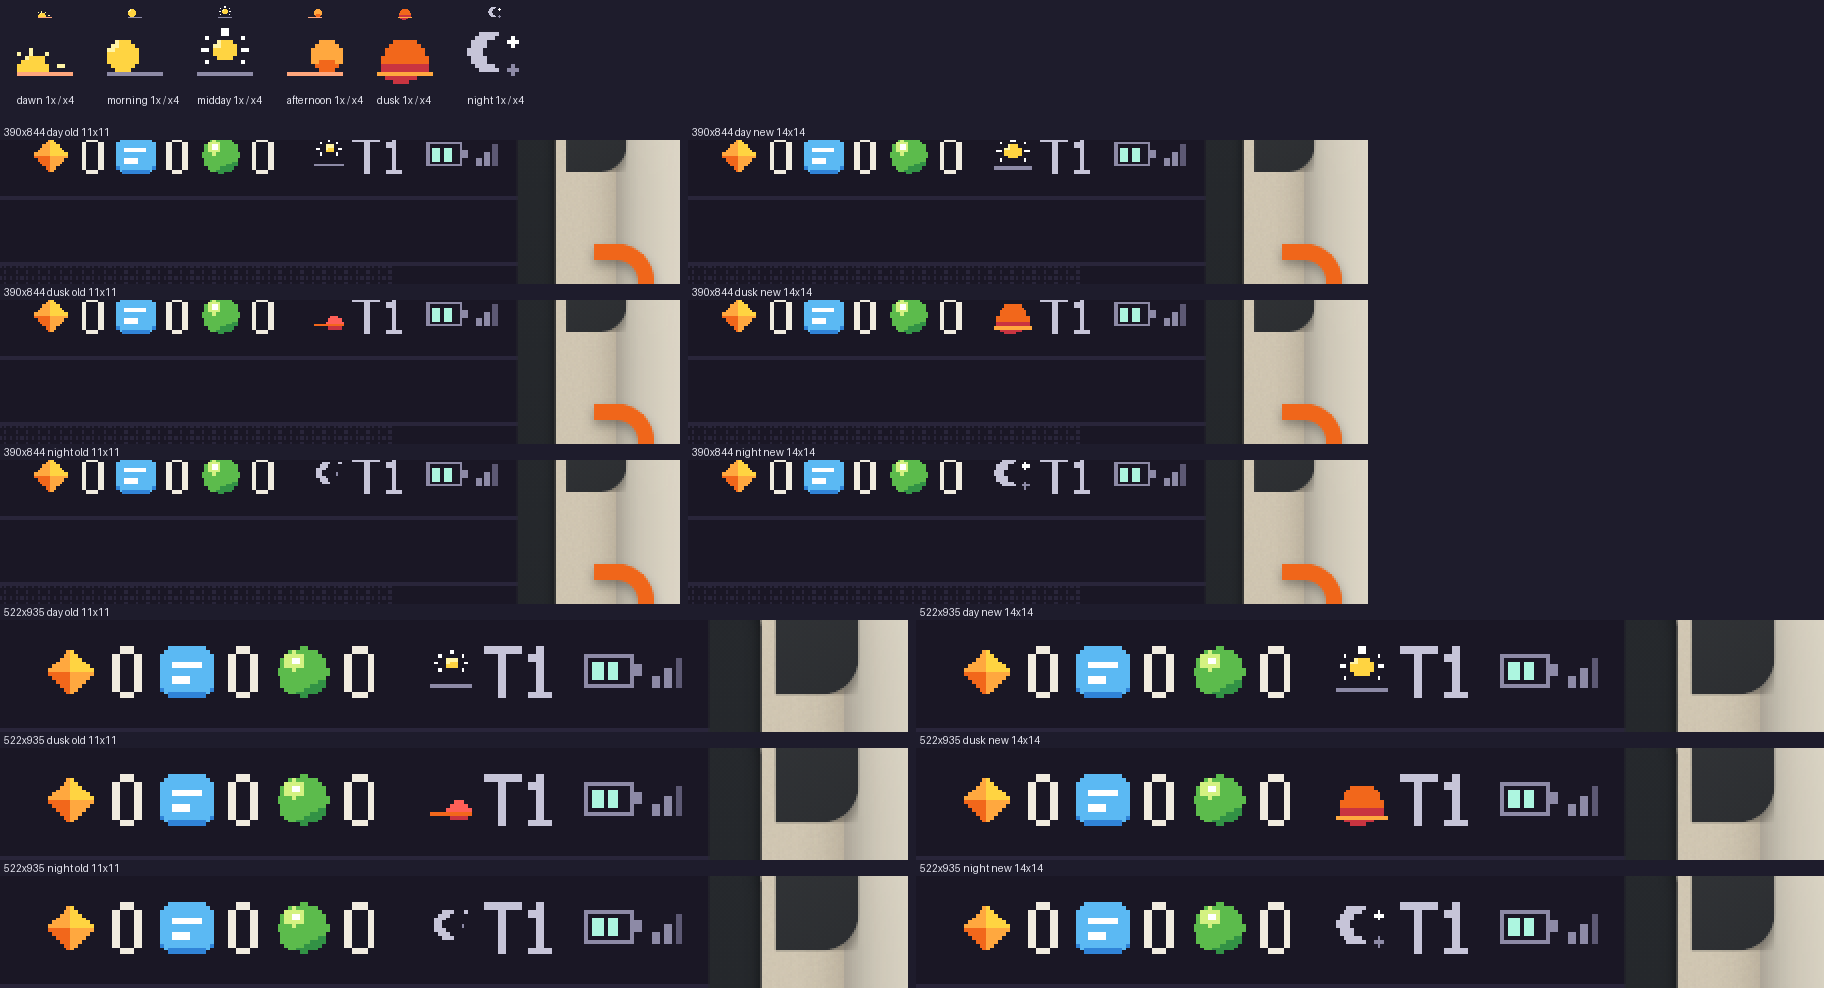 dawn 1x / x4 morning 1x / x4 midday 1x / x4 afternoon 1x / x4 dusk 1x / x4 night 1x / x4
390x844 day old 11x11 390x844 day new 14x14
0 0 0 T1 0 0 0 T1
390x844 dusk old 11x11 390x844 dusk new 14x14
0 0 0 T1 0 0 0 T1
390x844 night old 11x11 390x844 night new 14x14
0 0 0 T1 0 0 0 T1
522x935 day old 11x11 522x935 day new 14x14
0 0 0 T1 0 0 0 T1
522x935 dusk old 11x11 522x935 dusk new 14x14
0 0 0 T1 0 0 0 T1
522x935 night old 11x11 522x935 night new 14x14
0 0 0 T1 0 0 0 T1